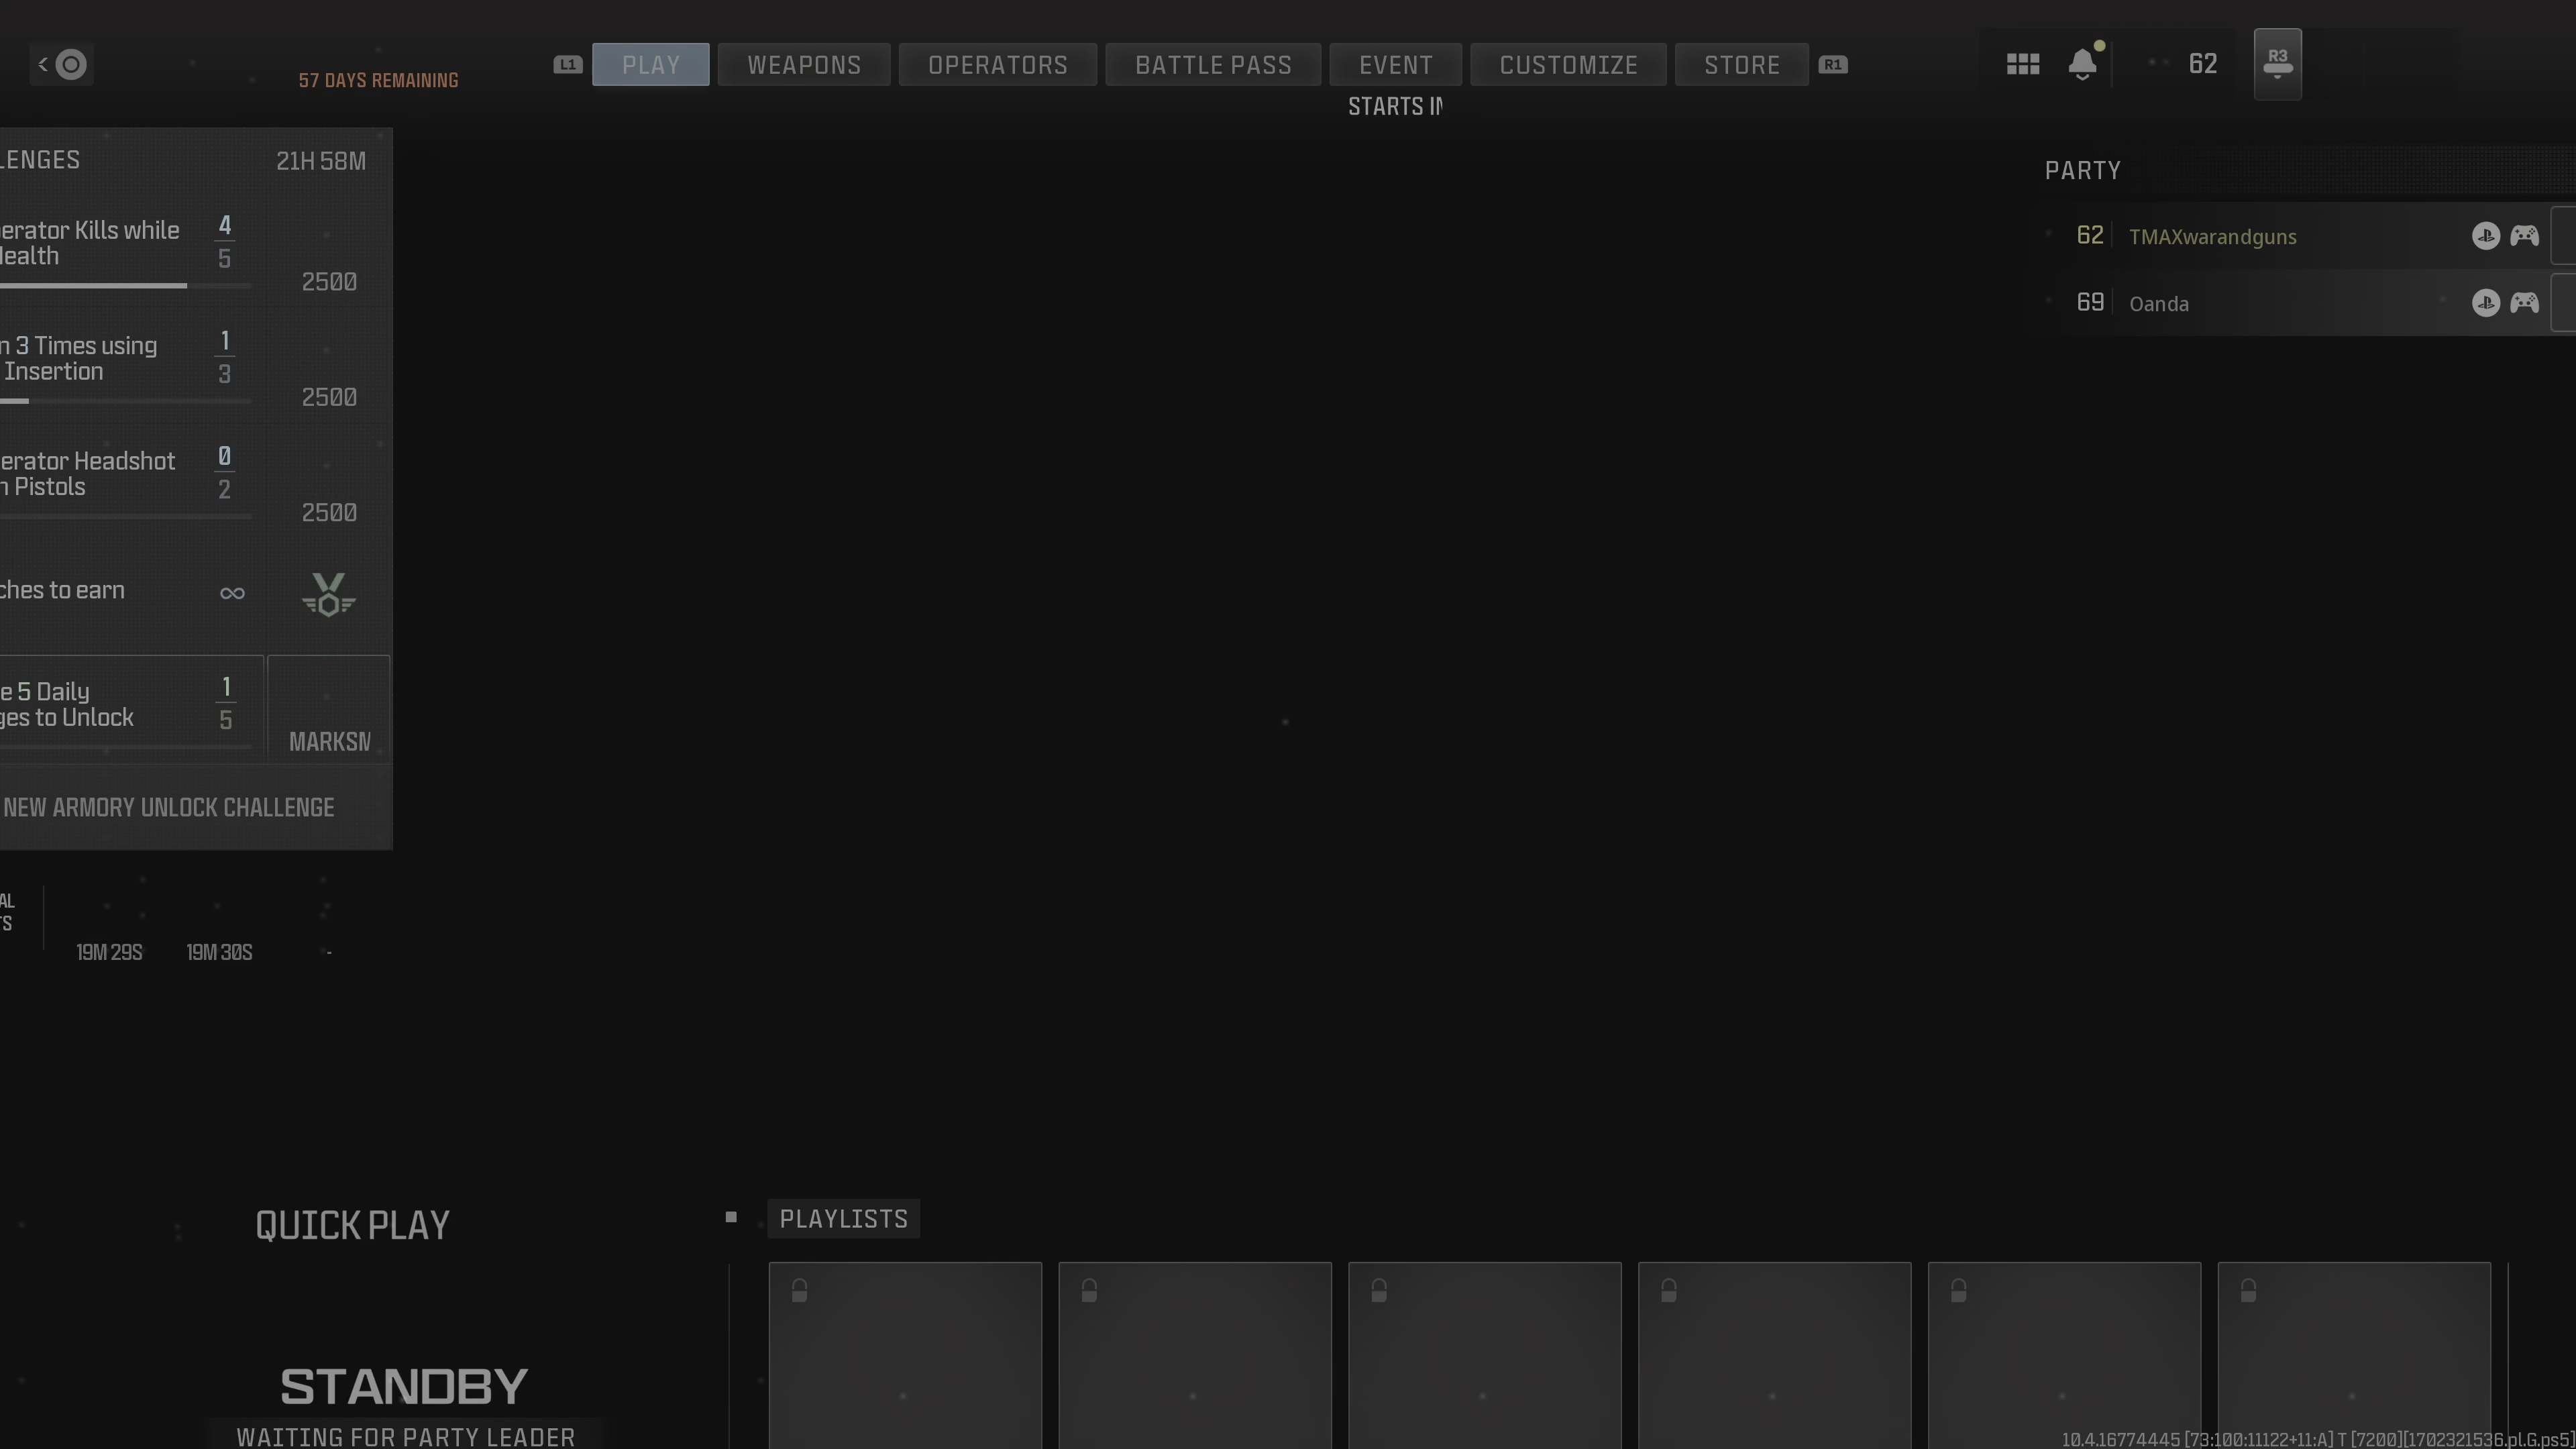 57 DAYS REMAINING
L1
PLAY
WEAPONS
OPERATORS
BATTLE PASS
EVENT
CUSTOMIZE
STORE
R1
62
R3
STARTS IN
LENGES
21H 58M
erator Kills while
Health
4
5
2500
n 3 Times using
Insertion
1
3
2500
erator Headshot
n Pistols
0
2
2500
ches to earn
∞
e 5 Daily
ges to Unlock
1
5
MARKSM
NEW ARMORY UNLOCK CHALLENGE
AL
TS
19M 29S
19M 30S
-
PARTY
62
TMAXwarandguns
69
Oanda
QUICK PLAY
STANDBY
WAITING FOR PARTY LEADER
PLAYLISTS
10.4.16774445 [73:100:11122+11:A] T [7200][1702321536.pl.G.ps5]